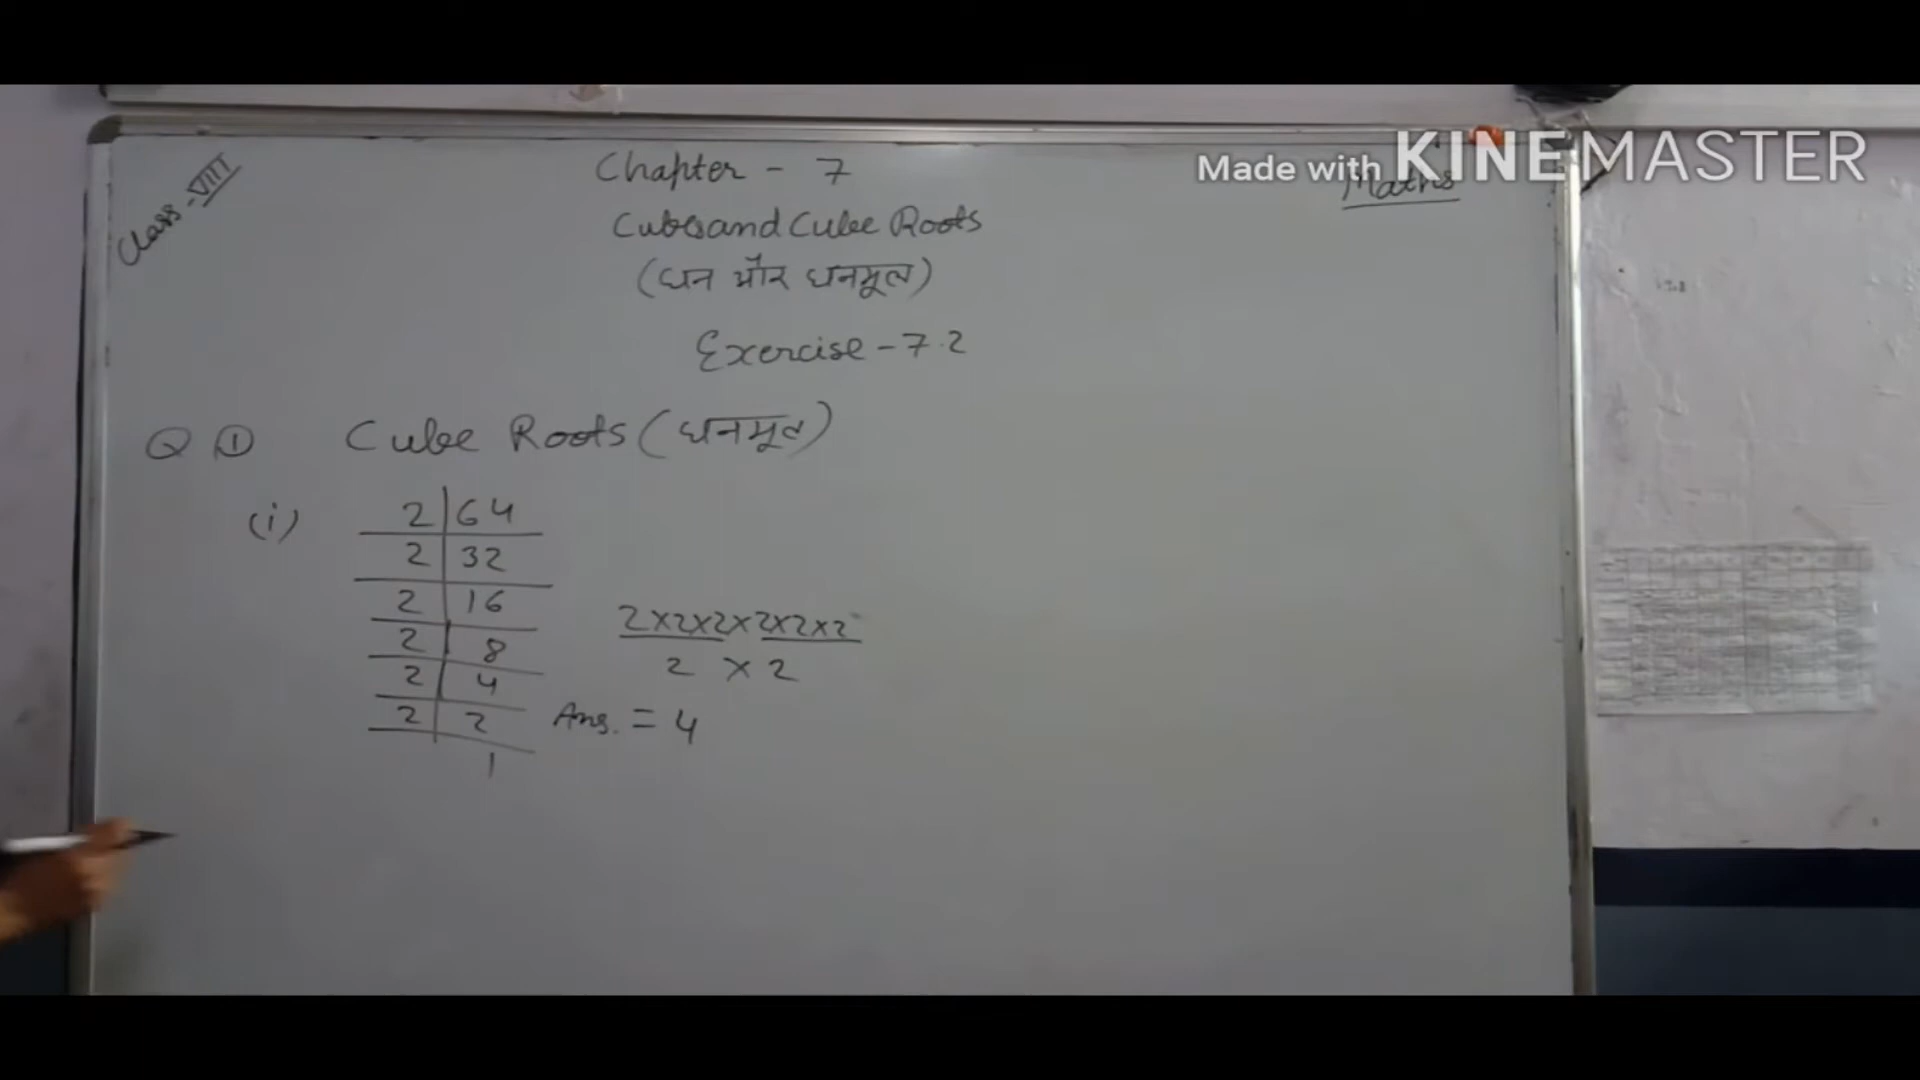 Made with KINEMASTER
Class - VIII
Chapter - 7
Maths
Cubes and Cube Roots
(घन और घनमूल)
Exercise - 7.2
Q ① Cube Roots (घनमूल)
(i) 2 | 64
2 | 32
2 | 16
2 | 8
2 | 4
2 | 2
1
2×2×2×2×2×2
2 × 2
Ans. = 4